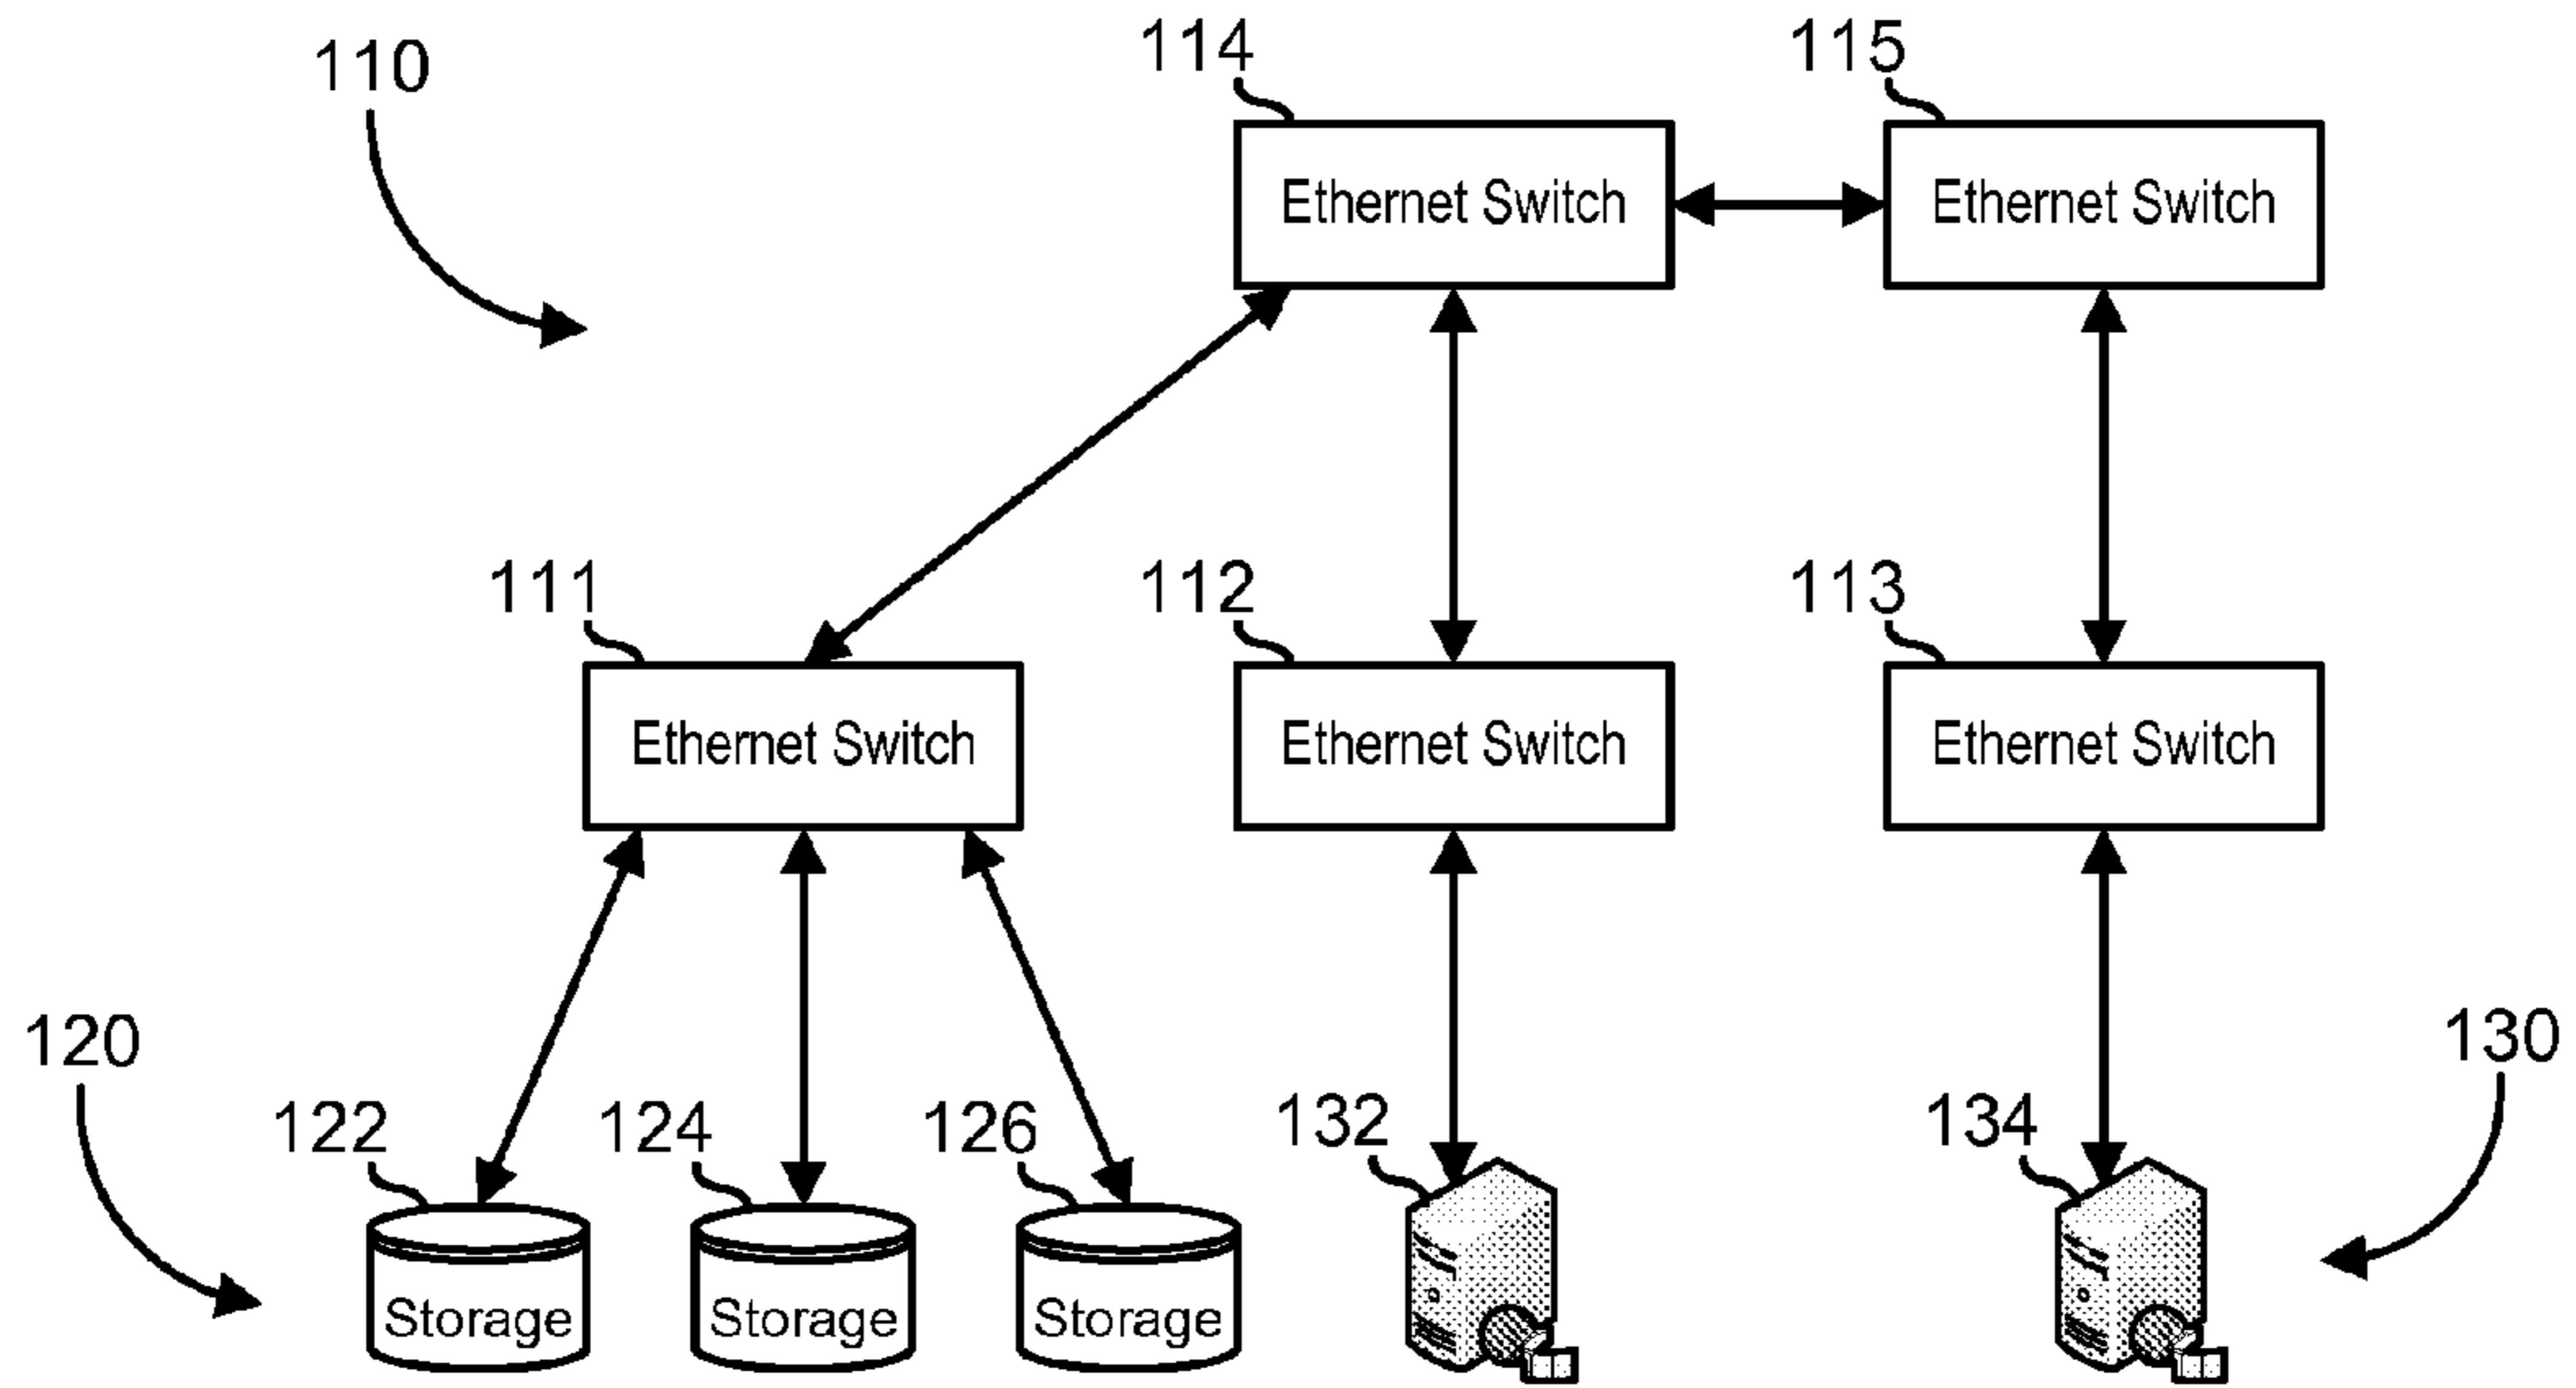 110
114
115
Ethernet Switch
Ethernet Switch
111
112
113
Ethernet Switch
Ethernet Switch
Ethernet Switch
120
130
122
124
126
132
134
Storage
Storage
Storage